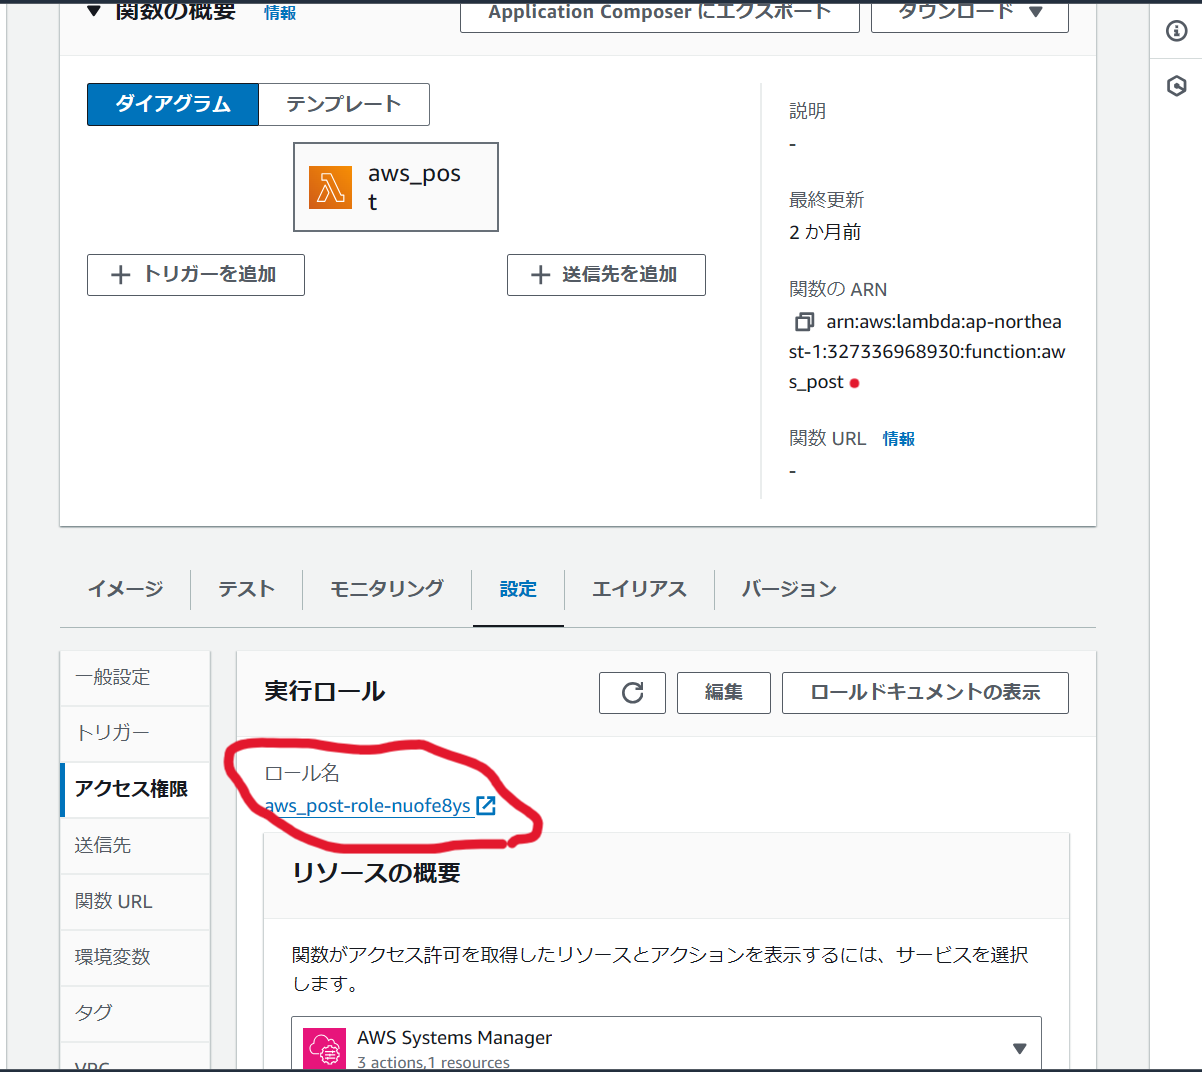 関数の概要 情報
Application Composer にエクスポート
ダウンロード
ダイアグラム
テンプレート
aws_pos
t
トリガーを追加
送信先を追加
説明
-
最終更新
2 か月前
関数の ARN
arn:aws:lambda:ap-northea
st-1:327336968930:function:aw
s_post
関数 URL 情報
-
イメージ
テスト
モニタリング
設定
エイリアス
バージョン
一般設定
トリガー
アクセス権限
送信先
関数 URL
環境変数
タグ
VPC
実行ロール
編集
ロールドキュメントの表示
ロール名
aws_post-role-nuofe8ys
リソースの概要
関数がアクセス許可を取得したリソースとアクションを表示するには、サービスを選択
します。
AWS Systems Manager
3 actions,1 resources